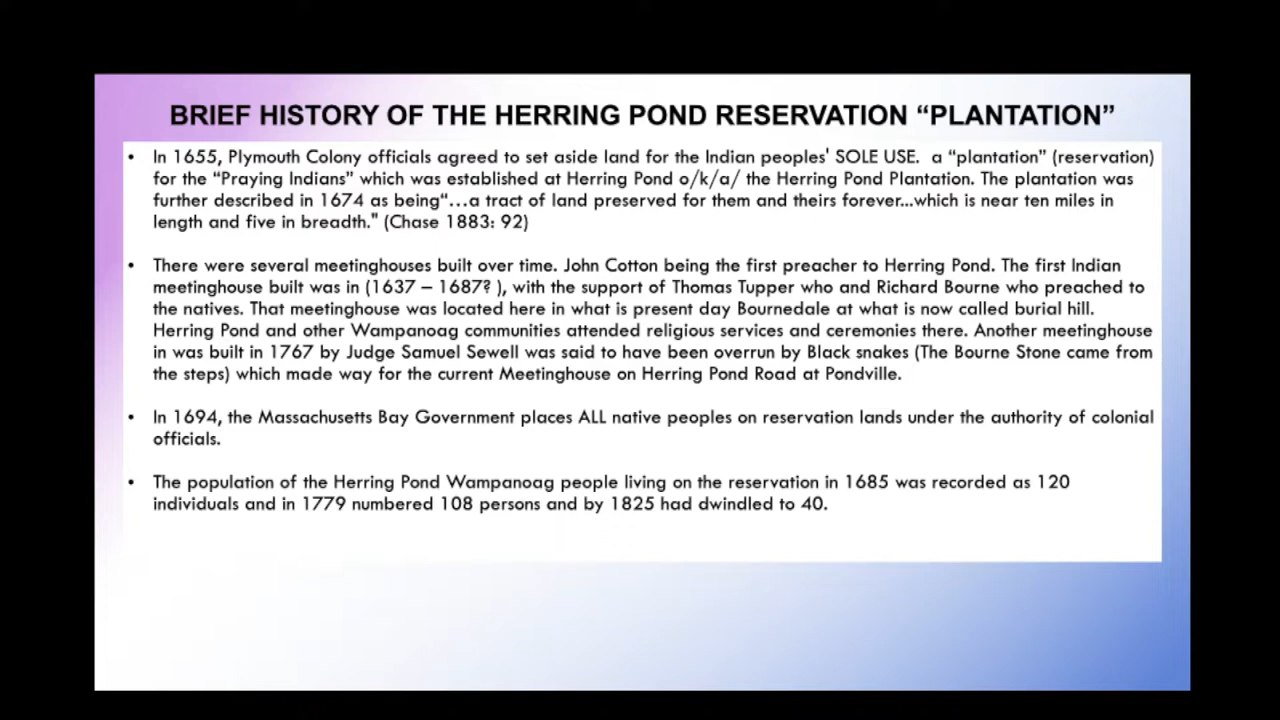 BRIEF HISTORY OF THE HERRING POND RESERVATION “PLANTATION”
• In 1655, Plymouth Colony officials agreed to set aside land for the Indian peoples' SOLE USE.  a “plantation” (reservation)
for the “Praying Indians” which was established at Herring Pond o/k/a/ the Herring Pond Plantation. The plantation was
further described in 1674 as being“…a tract of land preserved for them and theirs forever…which is near ten miles in
length and five in breadth." (Chase 1883: 92)
• There were several meetinghouses built over time. John Cotton being the first preacher to Herring Pond. The first Indian
meetinghouse built was in (1637 – 1687? ), with the support of Thomas Tupper who and Richard Bourne who preached to
the natives. That meetinghouse was located here in what is present day Bournedale at what is now called burial hill.
Herring Pond and other Wampanoag communities attended religious services and ceremonies there. Another meetinghouse
in was built in 1767 by Judge Samuel Sewell was said to have been overrun by Black snakes (The Bourne Stone came from
the steps) which made way for the current Meetinghouse on Herring Pond Road at Pondville.
• In 1694, the Massachusetts Bay Government places ALL native peoples on reservation lands under the authority of colonial
officials.
• The population of the Herring Pond Wampanoag people living on the reservation in 1685 was recorded as 120
individuals and in 1779 numbered 108 persons and by 1825 had dwindled to 40.